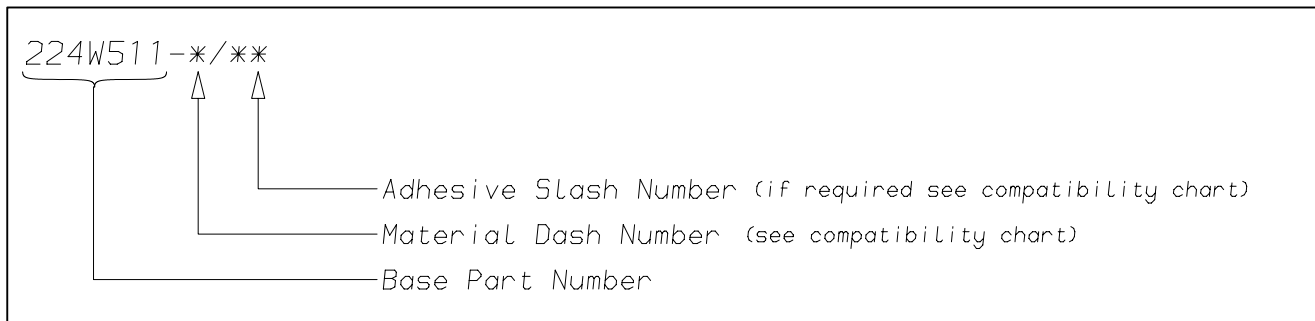 224W511-*/**
Adhesive Slash Number (if required see compatibility chart)
Material Dash Number (see compatibility chart)
Base Part Number